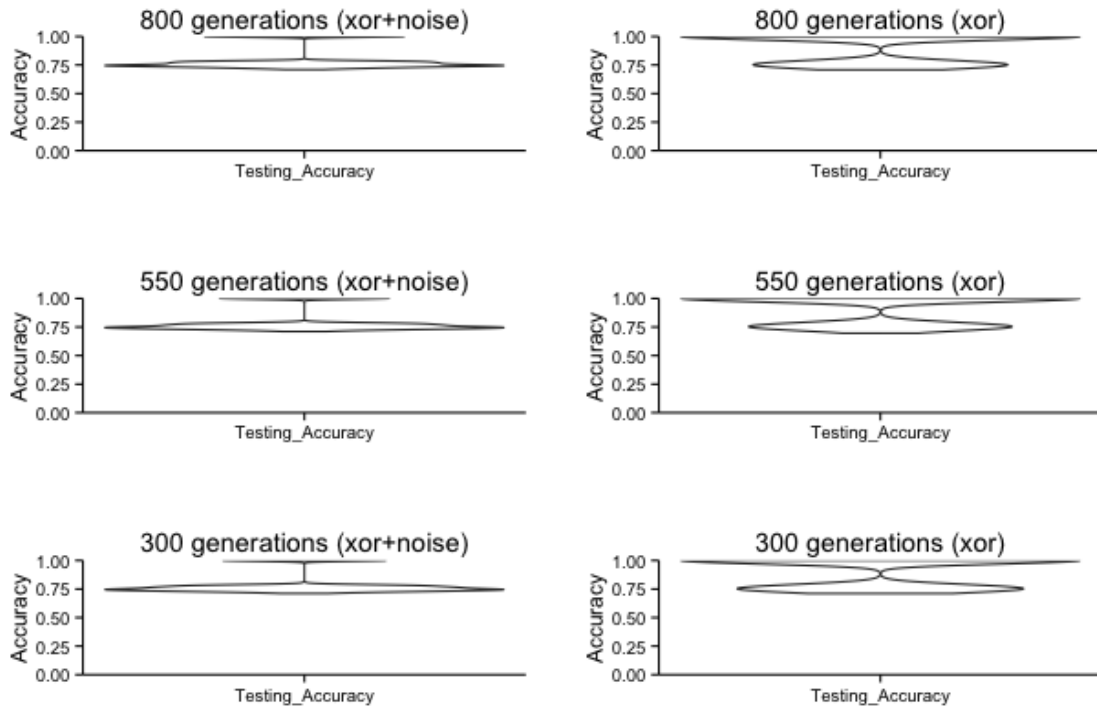 800 generations (xor+noise)
1.00
0.75
0.50
0.25
0.00
Accuracy
Testing_Accuracy
800 generations (xor)
1.00
0.75
0.50
0.25
0.00
Accuracy
Testing_Accuracy
550 generations (xor+noise)
1.00
0.75
0.50
0.25
0.00
Accuracy
Testing_Accuracy
550 generations (xor)
1.00
0.75
0.50
0.25
0.00
Accuracy
Testing_Accuracy
300 generations (xor+noise)
1.00
0.75
0.50
0.25
0.00
Accuracy
Testing_Accuracy
300 generations (xor)
1.00
0.75
0.50
0.25
0.00
Accuracy
Testing_Accuracy